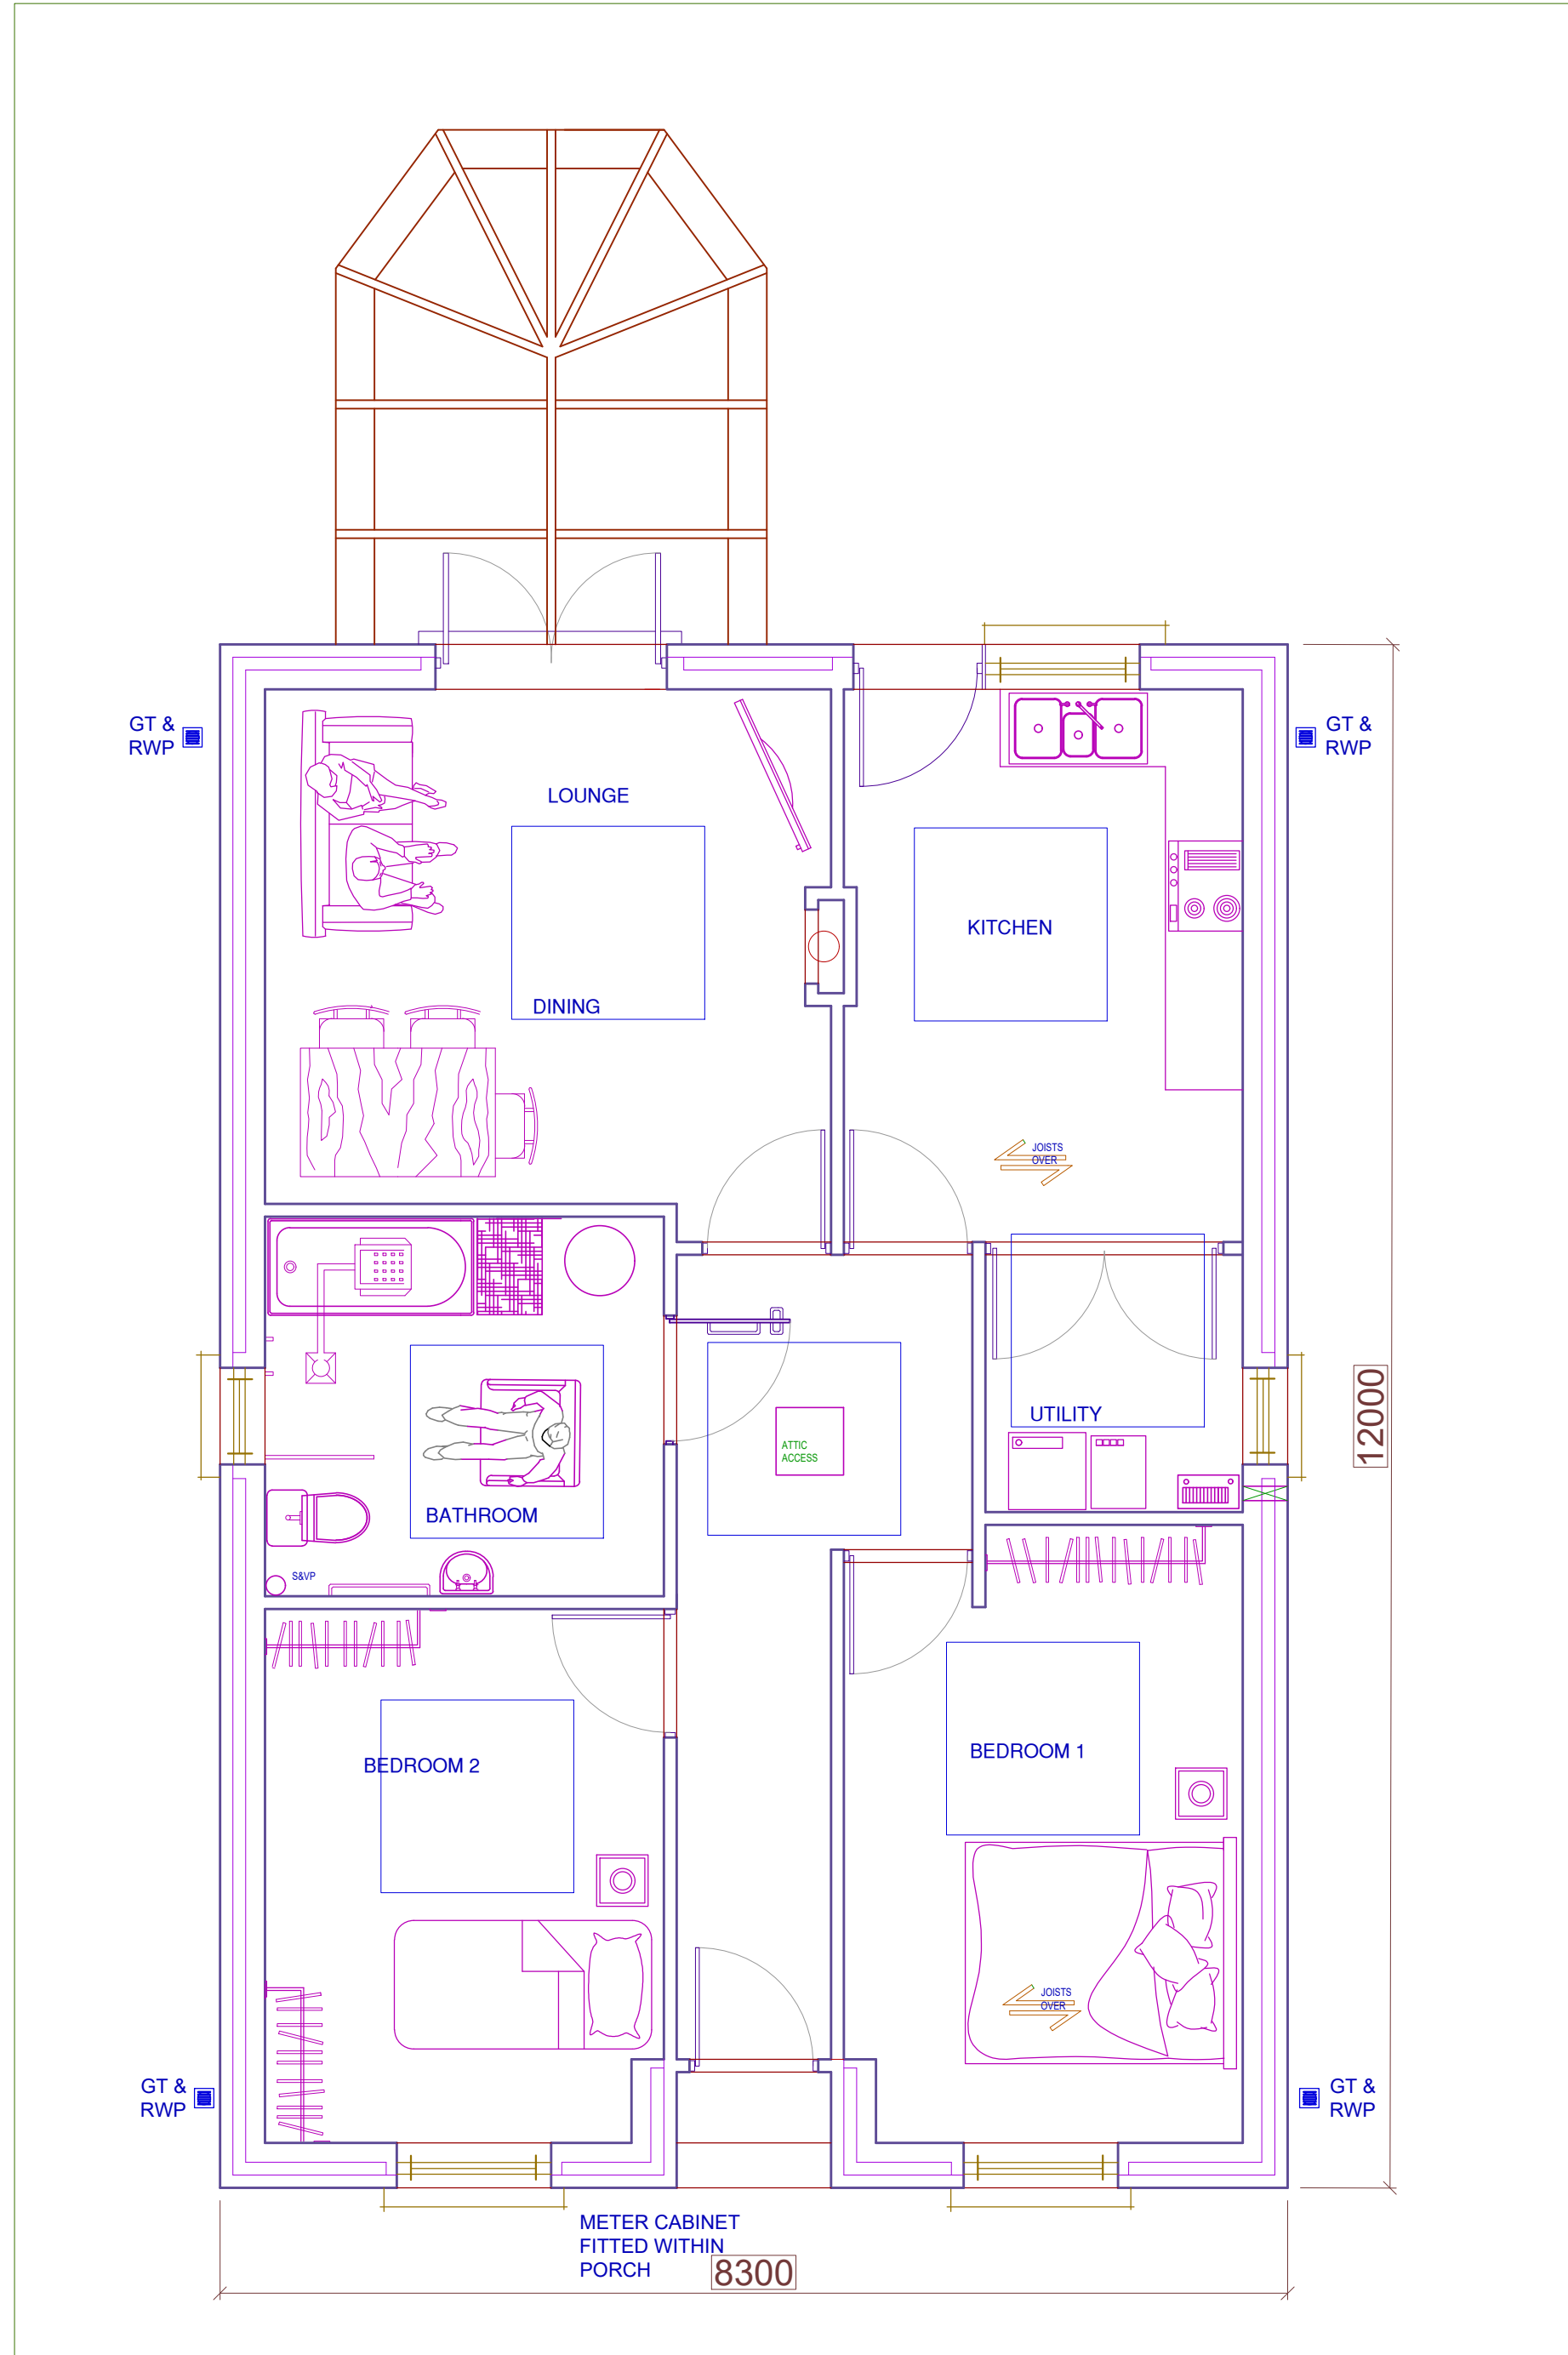 GT &
RWP
GT &
RWP
LOUNGE
KITCHEN
DINING
JOISTS
OVER
12000
UTILITY
ATTIC
ACCESS
BATHROOM
S&VP
BEDROOM 1
BEDROOM 2
JOISTS
OVER
GT &
RWP
GT &
RWP
METER CABINET
FITTED WITHIN
PORCH
8300